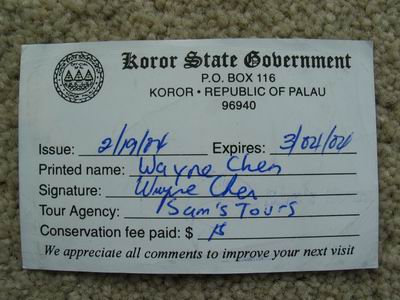 Koror State Government
P.O. BOX 116
KOROR • REPUBLIC OF PALAU
96940
Issue: 2/19/04 Expires: 3/04/04
Printed name: Wayne Chen
Signature: Wayne Chen
Tour Agency: Sam's Tours
Conservation fee paid: $ 15
We appreciate all comments to improve your next visit